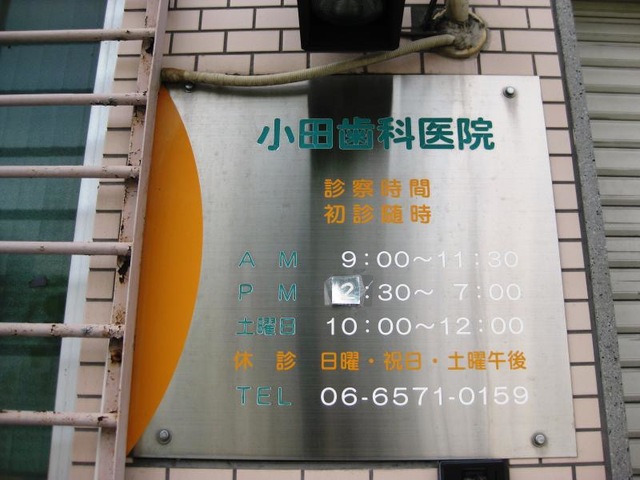 小田歯科医院
診察時間
初診随時
AM 9:00～11:30
PM 2:30～ 7:00
土曜日 10:00～12:00
休診 日曜・祝日・土曜午後
TEL 06-6571-0159